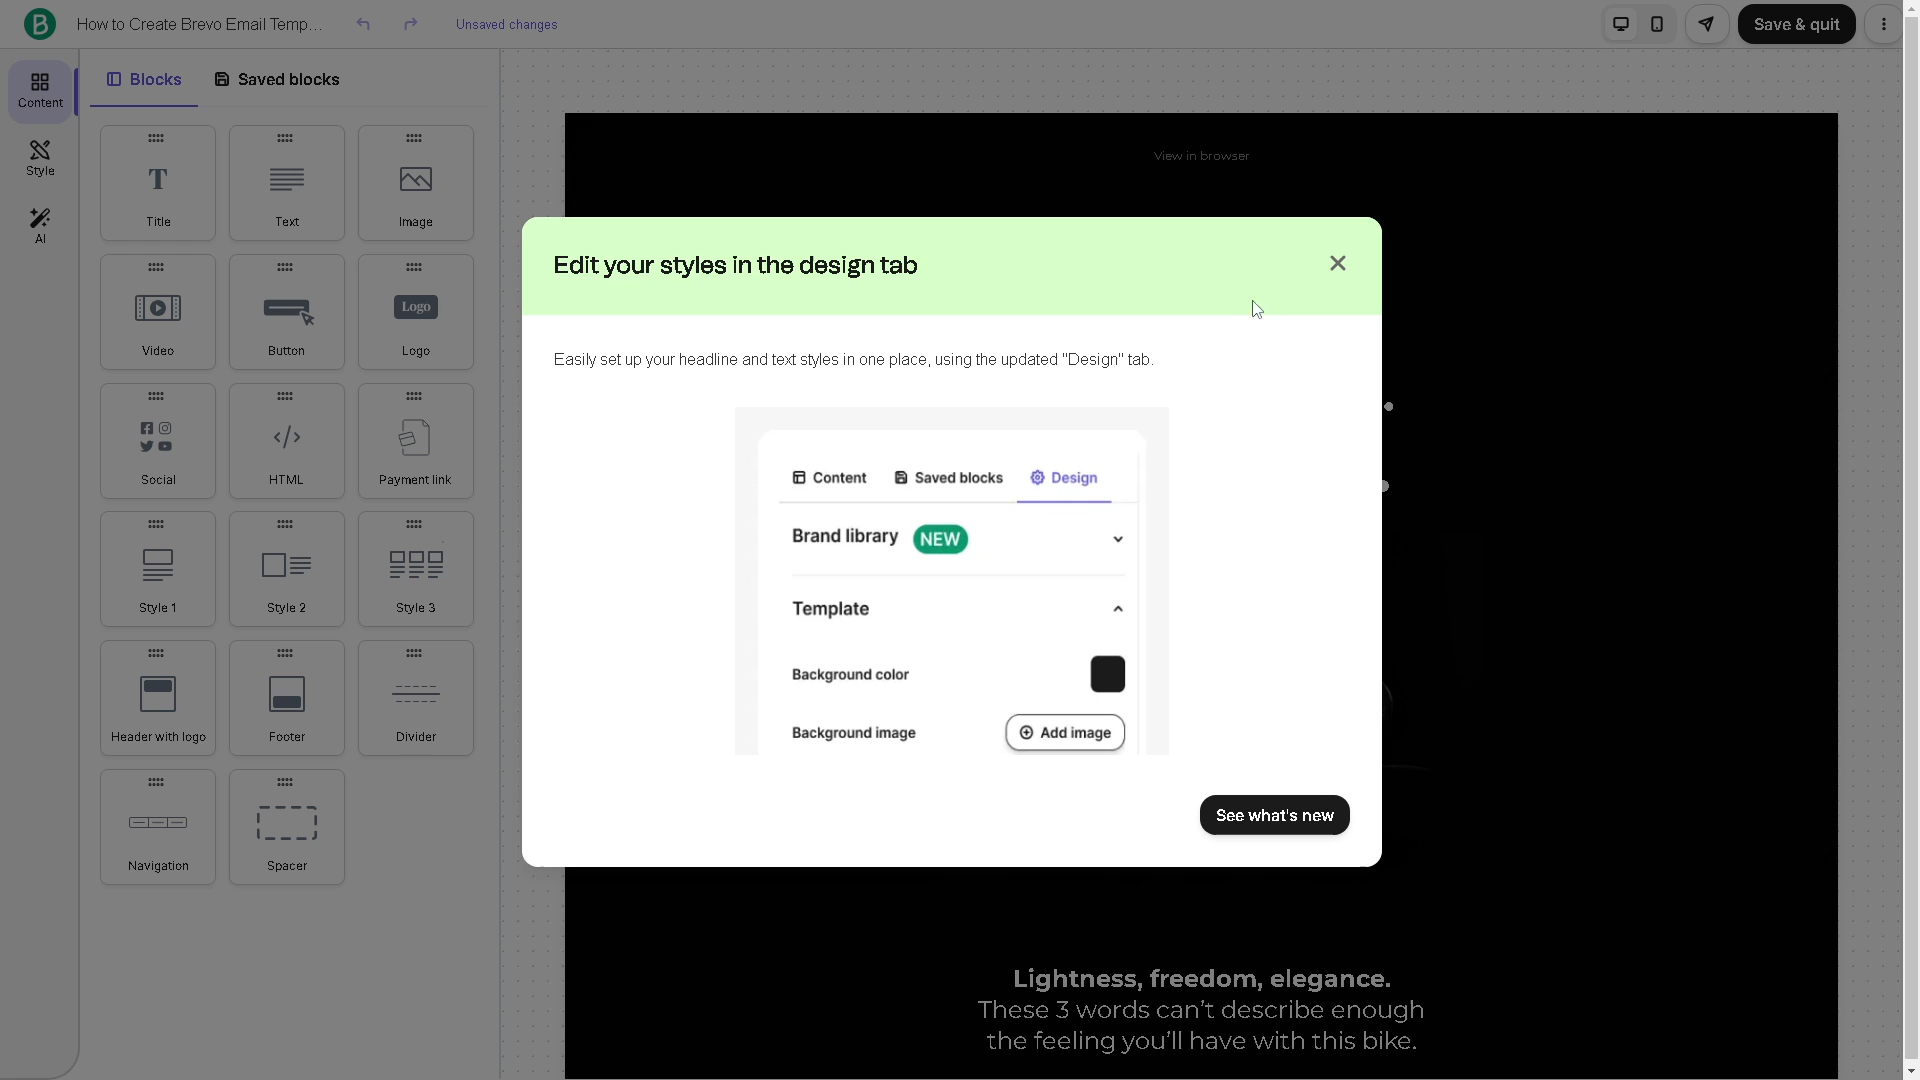 B
How to Create Brevo Email Temp...
Unsaved changes
Save & quit
Content
Style
AI
Blocks
Saved blocks
T
Title
Text
Image
Video
Button
Logo
Logo
Social
</>
HTML
Payment link
Style 1
Style 2
Style 3
Header with logo
Footer
Divider
Navigation
Spacer
View in browser
Edit your styles in the design tab
Easily set up your headline and text styles in one place, using the updated "Design" tab.
Content
Saved blocks
Design
Brand library
NEW
Template
Background color
Background image
Add image
See what's new
Lightness, freedom, elegance.
These 3 words can’t describe enough
the feeling you’ll have with this bike.